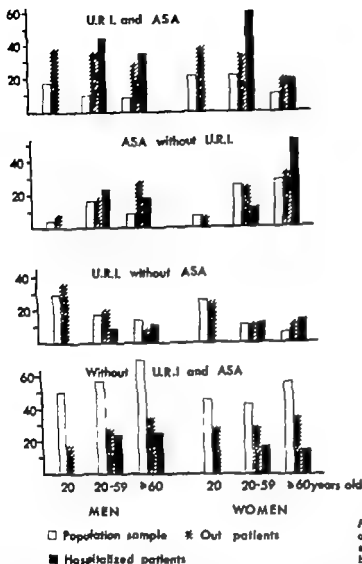 U.R.I. and ASA
60
40
20
ASA without U.R.I.
40
20
U.R.I. without ASA
40
20
Without U.R.I and ASA
60
40
20
20 20-59 ≥60 20 20-59 ≥60 years old
MEN WOMEN
□ Population sample ✱ Out patients
■ Hospitalized patients